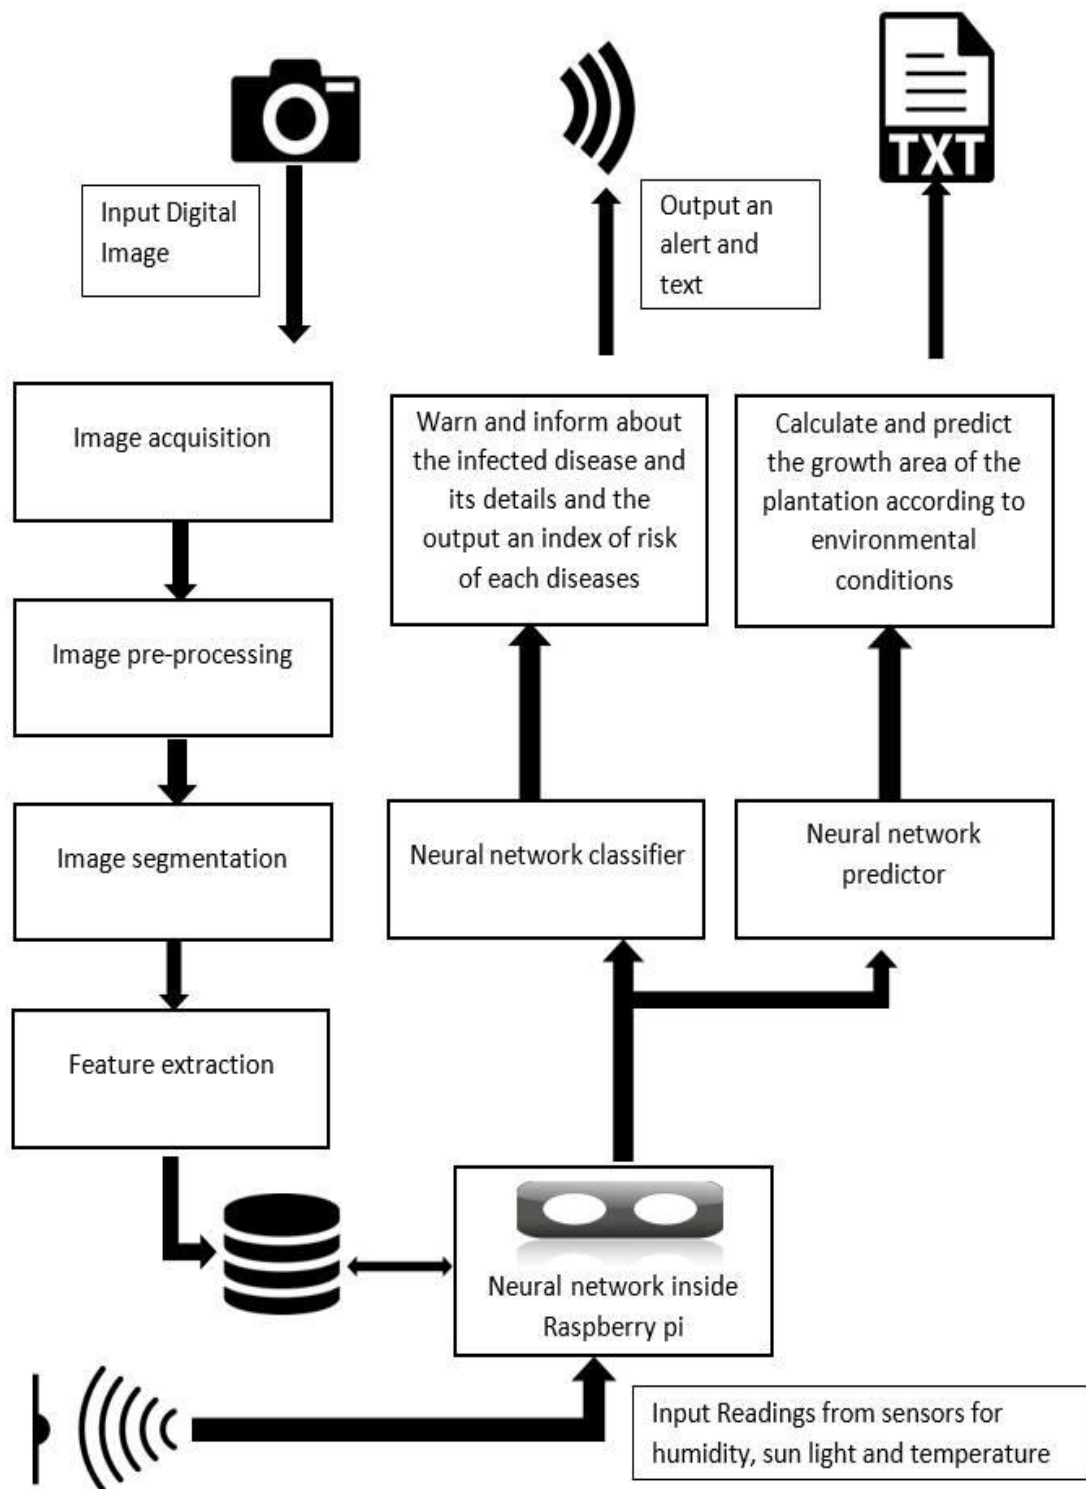 TXT
Input Digital
Image
Output an
alert and
text
Image acquisition
Warn and inform about
the infected disease and
its details and the
output an index of risk
of each diseases
Calculate and predict
the growth area of the
plantation according to
environmental
conditions
Image pre-processing
Image segmentation
Neural network classifier
Neural network
predictor
Feature extraction
Neural network inside
Raspberry pi
Input Readings from sensors for
humidity, sun light and temperature